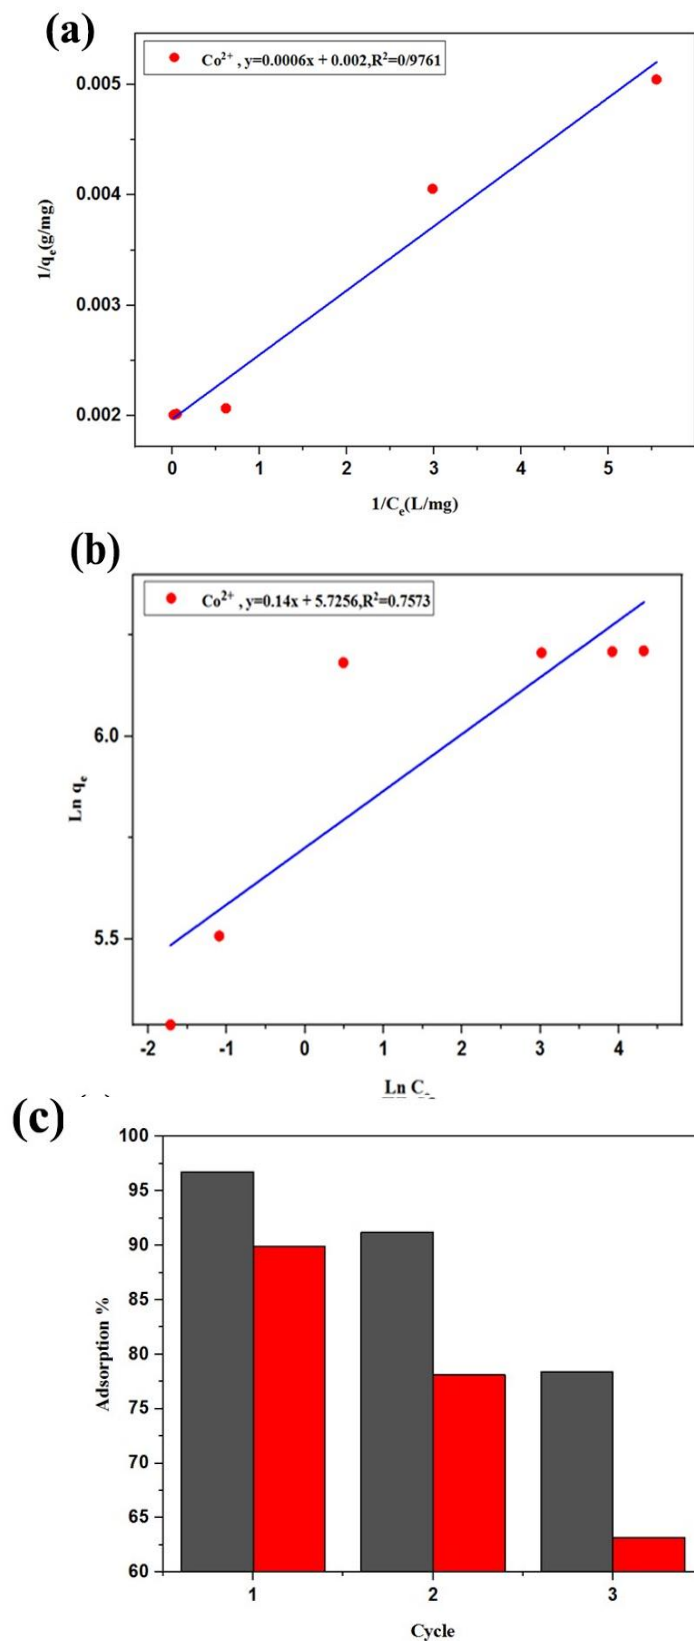 (a)
Co²⁺ , y=0.0006x + 0.002,R²=0/9761
0.005
0.004
0.003
0.002
1/qₑ(g/mg)
0 1 2 3 4 5
1/Cₑ(L/mg)
(b)
Co²⁺ , y=0.14x + 5.7256,R²=0.7573
6.0
5.5
Ln qₑ
-2 -1 0 1 2 3 4
Ln C
(c)
100
95
90
85
80
75
70
65
60
Adsorption %
1 2 3
Cycle